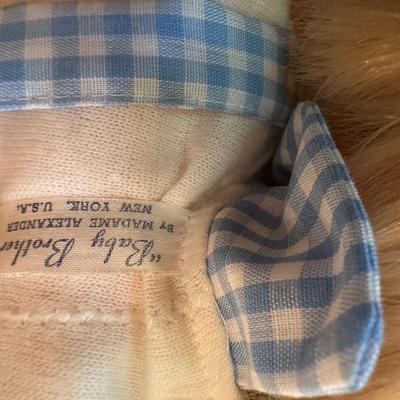 "Baby Brother
By MADAME ALEXANDER
NEW YORK, U.S.A.